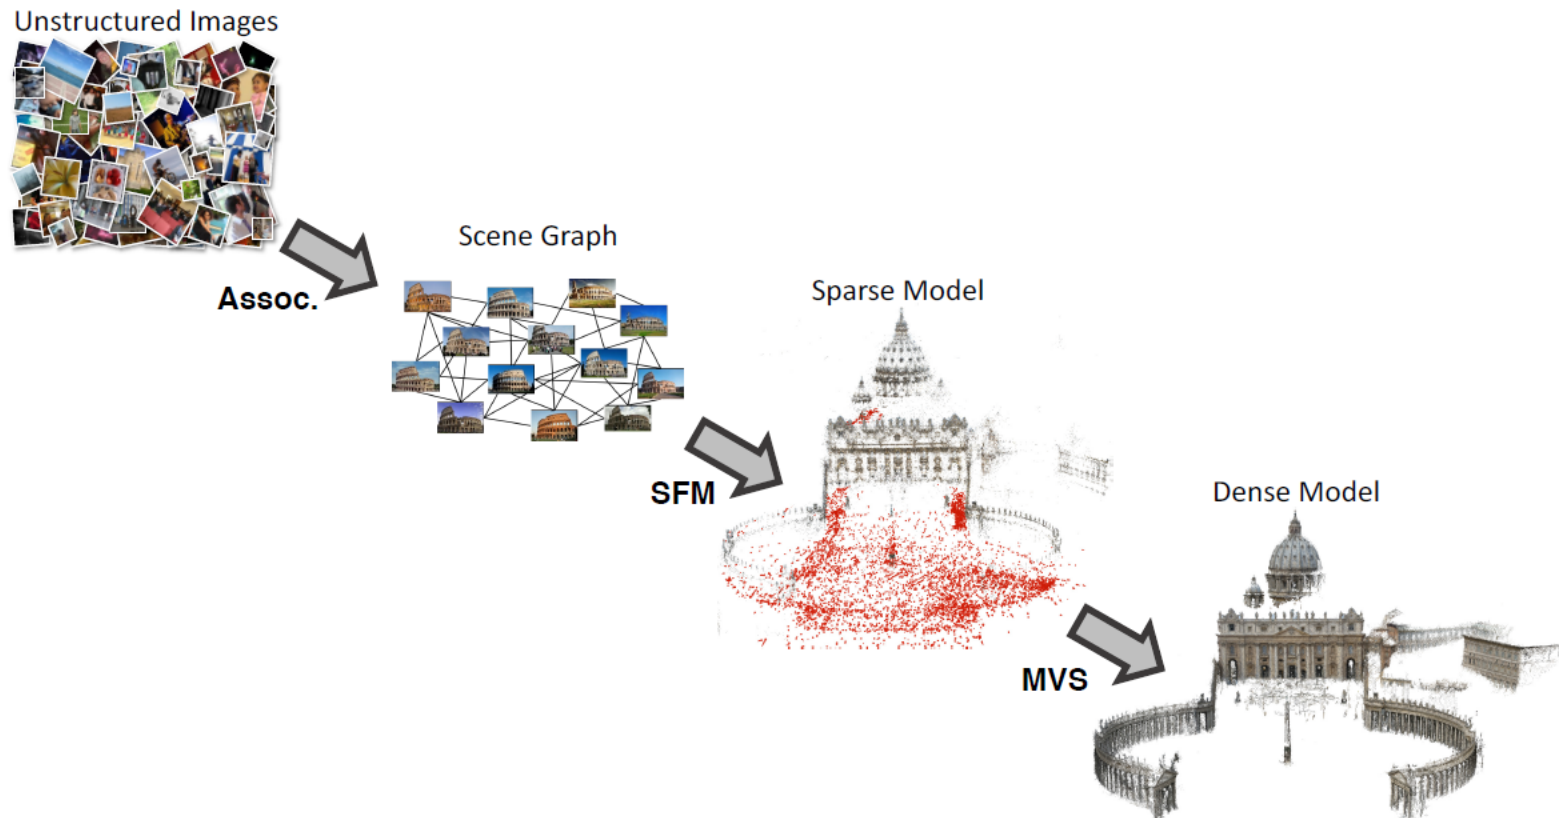 Unstructured Images
Scene Graph
Assoc.
Sparse Model
SFM
Dense Model
MVS